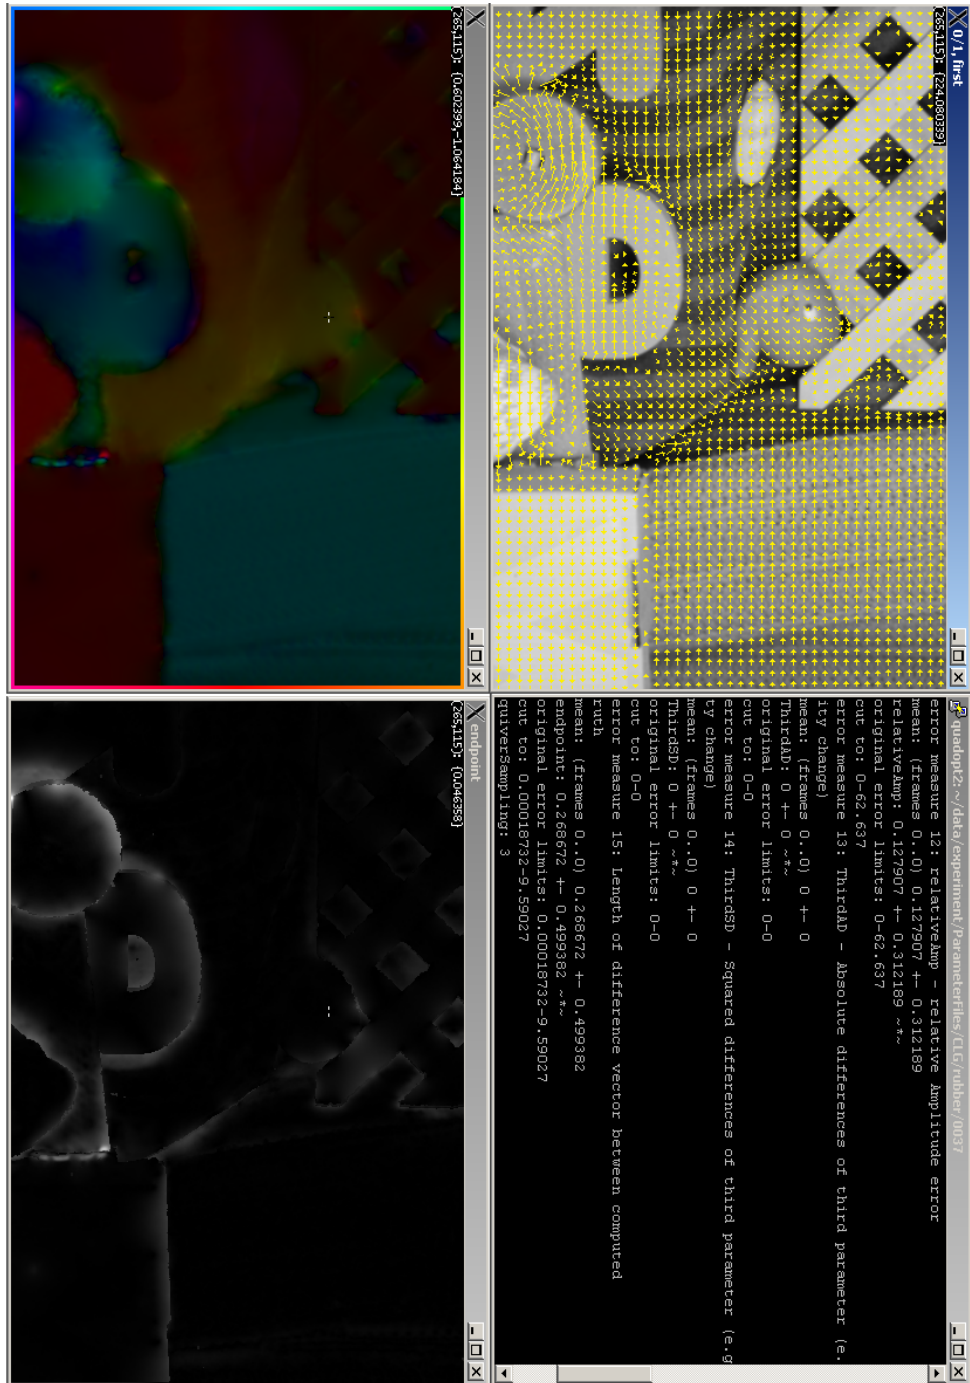 0/1, first
(265,115): {224.080339}
quadopt2:~/data/experiment/ParameterFiles/CLG/rubber/0037
error measure 12: relativeAmp - relative Amplitude error
mean: (frames 0..0) 0.127907 +- 0.312189
relativeAmp: 0.127907 +- 0.312189 ~*~
original error limits: 0-62.637
cut to: 0-62.637
error measure 13: ThirdAD - Absolute differences of third parameter (e.
ity change)
mean: (frames 0..0) 0 +- 0
ThirdAD: 0 +- 0 ~*~
original error limits: 0-0
cut to: 0-0
error measure 14: ThirdSD - Squared differences of third parameter (e.g
ty change)
mean: (frames 0..0) 0 +- 0
ThirdSD: 0 +- 0 ~*~
original error limits: 0-0
cut to: 0-0
error measure 15: Length of difference vector between computed
ruth
mean: (frames 0..0) 0.268672 +- 0.499382
endpoint: 0.268672 +- 0.499382 ~*~
original error limits: 0.00018732-9.59027
cut to: 0.00018732-9.59027
quiverSampling: 3
(265,115): {0.602399,-1.064184}
endpoint
(265,115): {0.046358}